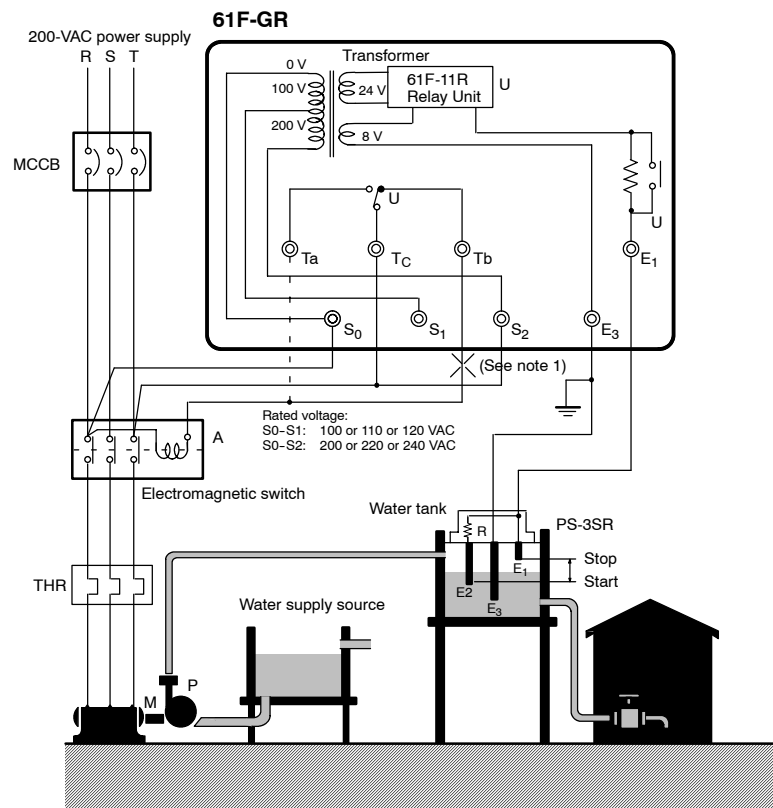 61F-GR
200-VAC power supply
R S T
0 V
Transformer
100 V
24 V
61F-11R
Relay Unit
U
200 V
8 V
MCCB
U
U
Ta
TC
Tb
E1
S0
S1
S2
E3
(See note 1)
Rated voltage:
S0-S1: 100 or 110 or 120 VAC
S0-S2: 200 or 220 or 240 VAC
A
Electromagnetic switch
Water tank
PS-3SR
R
E1
Stop
Start
E2
E3
THR
Water supply source
M
P